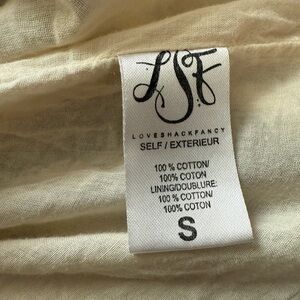 LSF
LOVESHACKFANCY
SELF / EXTERIEUR
100 % COTTON/
100% COTON
LINING/DOUBLURE:
100 % COTTON/
100% COTON
S